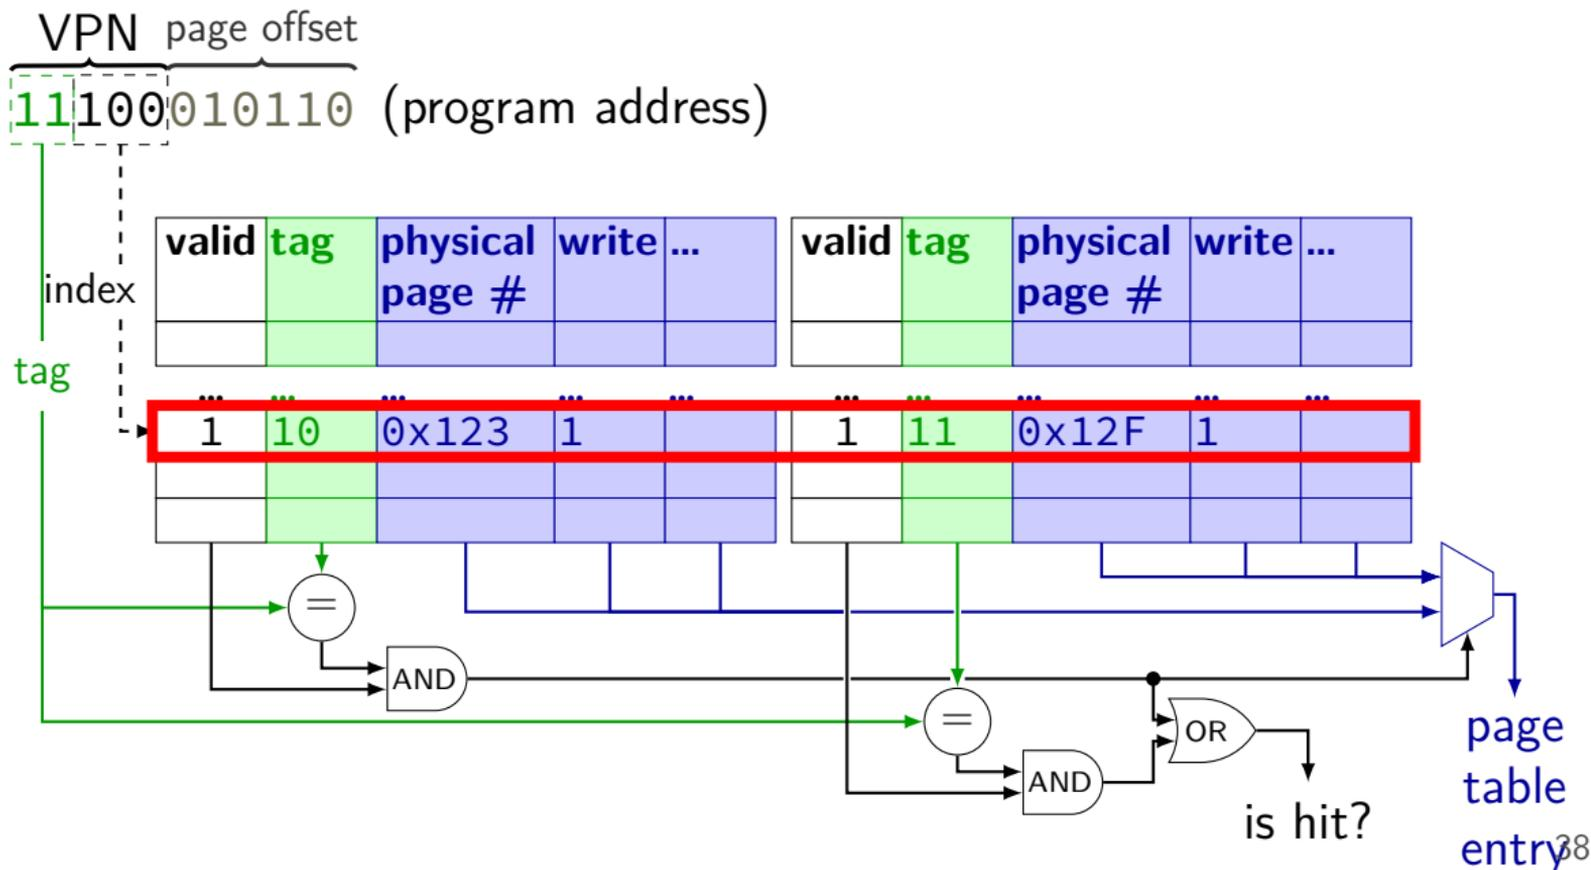 VPN page offset
11100010110 (program address)
valid tag physical page # write ... valid tag physical page # write ...
index
tag
... ... ... ... ... ... ... ... ... ...
1 10 0x123 1 1 11 0x12F 1
=
AND
=
OR
AND
is hit?
page
table
entry
38